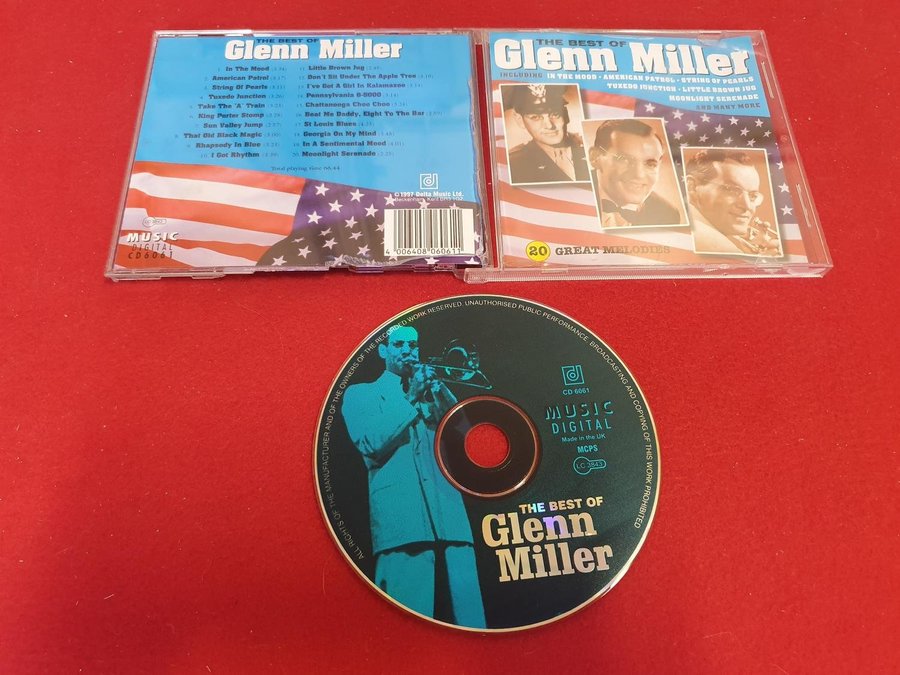 THE BEST OF
Glenn Miller
1. In the Mood
2. American Patrol
3. String Of Pearls
4. Tuxedo Junction
5. Take The 'A' Train
6. King Porter Stomp
Sun Valley Jump
8. That Old Black Magic
9. Rhapsody In Blue
10. I Got Rhythm
11. Little Brown Jug
12. Don't Sit Under The Apple Tree
13. I've Got A Girl In Kalamazoo
14. Pennsylvania 6-5000
15. Chattanooga Choo Choo
16. Beat Me Daddy, Eight To The Bar
17. St Louis Blues
18. Georgia On My Mind
19. In A Sentimental Mood
20. Moonlight Serenade
Total playing time 66.44
©1997 Delta Music Ltd.
MUSIC
DIGITAL
CD6061
4 006408 060611
THE BEST OF
Glenn Miller
INCLUDING IN THE MOOD • AMERICAN PATROL • STRING OF PEARLS
TUXEDO JUNCTION • LITTLE BROWN JUG
MOONLIGHT SERENADE
AND MANY MORE
20 GREAT MELODIES
ALL RIGHTS OF THE MANUFACTURER AND OF THE OWNERS OF THE RECORDED WORK RESERVED. UNAUTHORISED PUBLIC PERFORMANCE, BROADCASTING AND COPYING OF THIS WORK PROHIBITED.
CD 6061
MUSIC
DIGITAL
Made in the UK
MCPS
LC 3843
THE BEST OF
Glenn
Miller